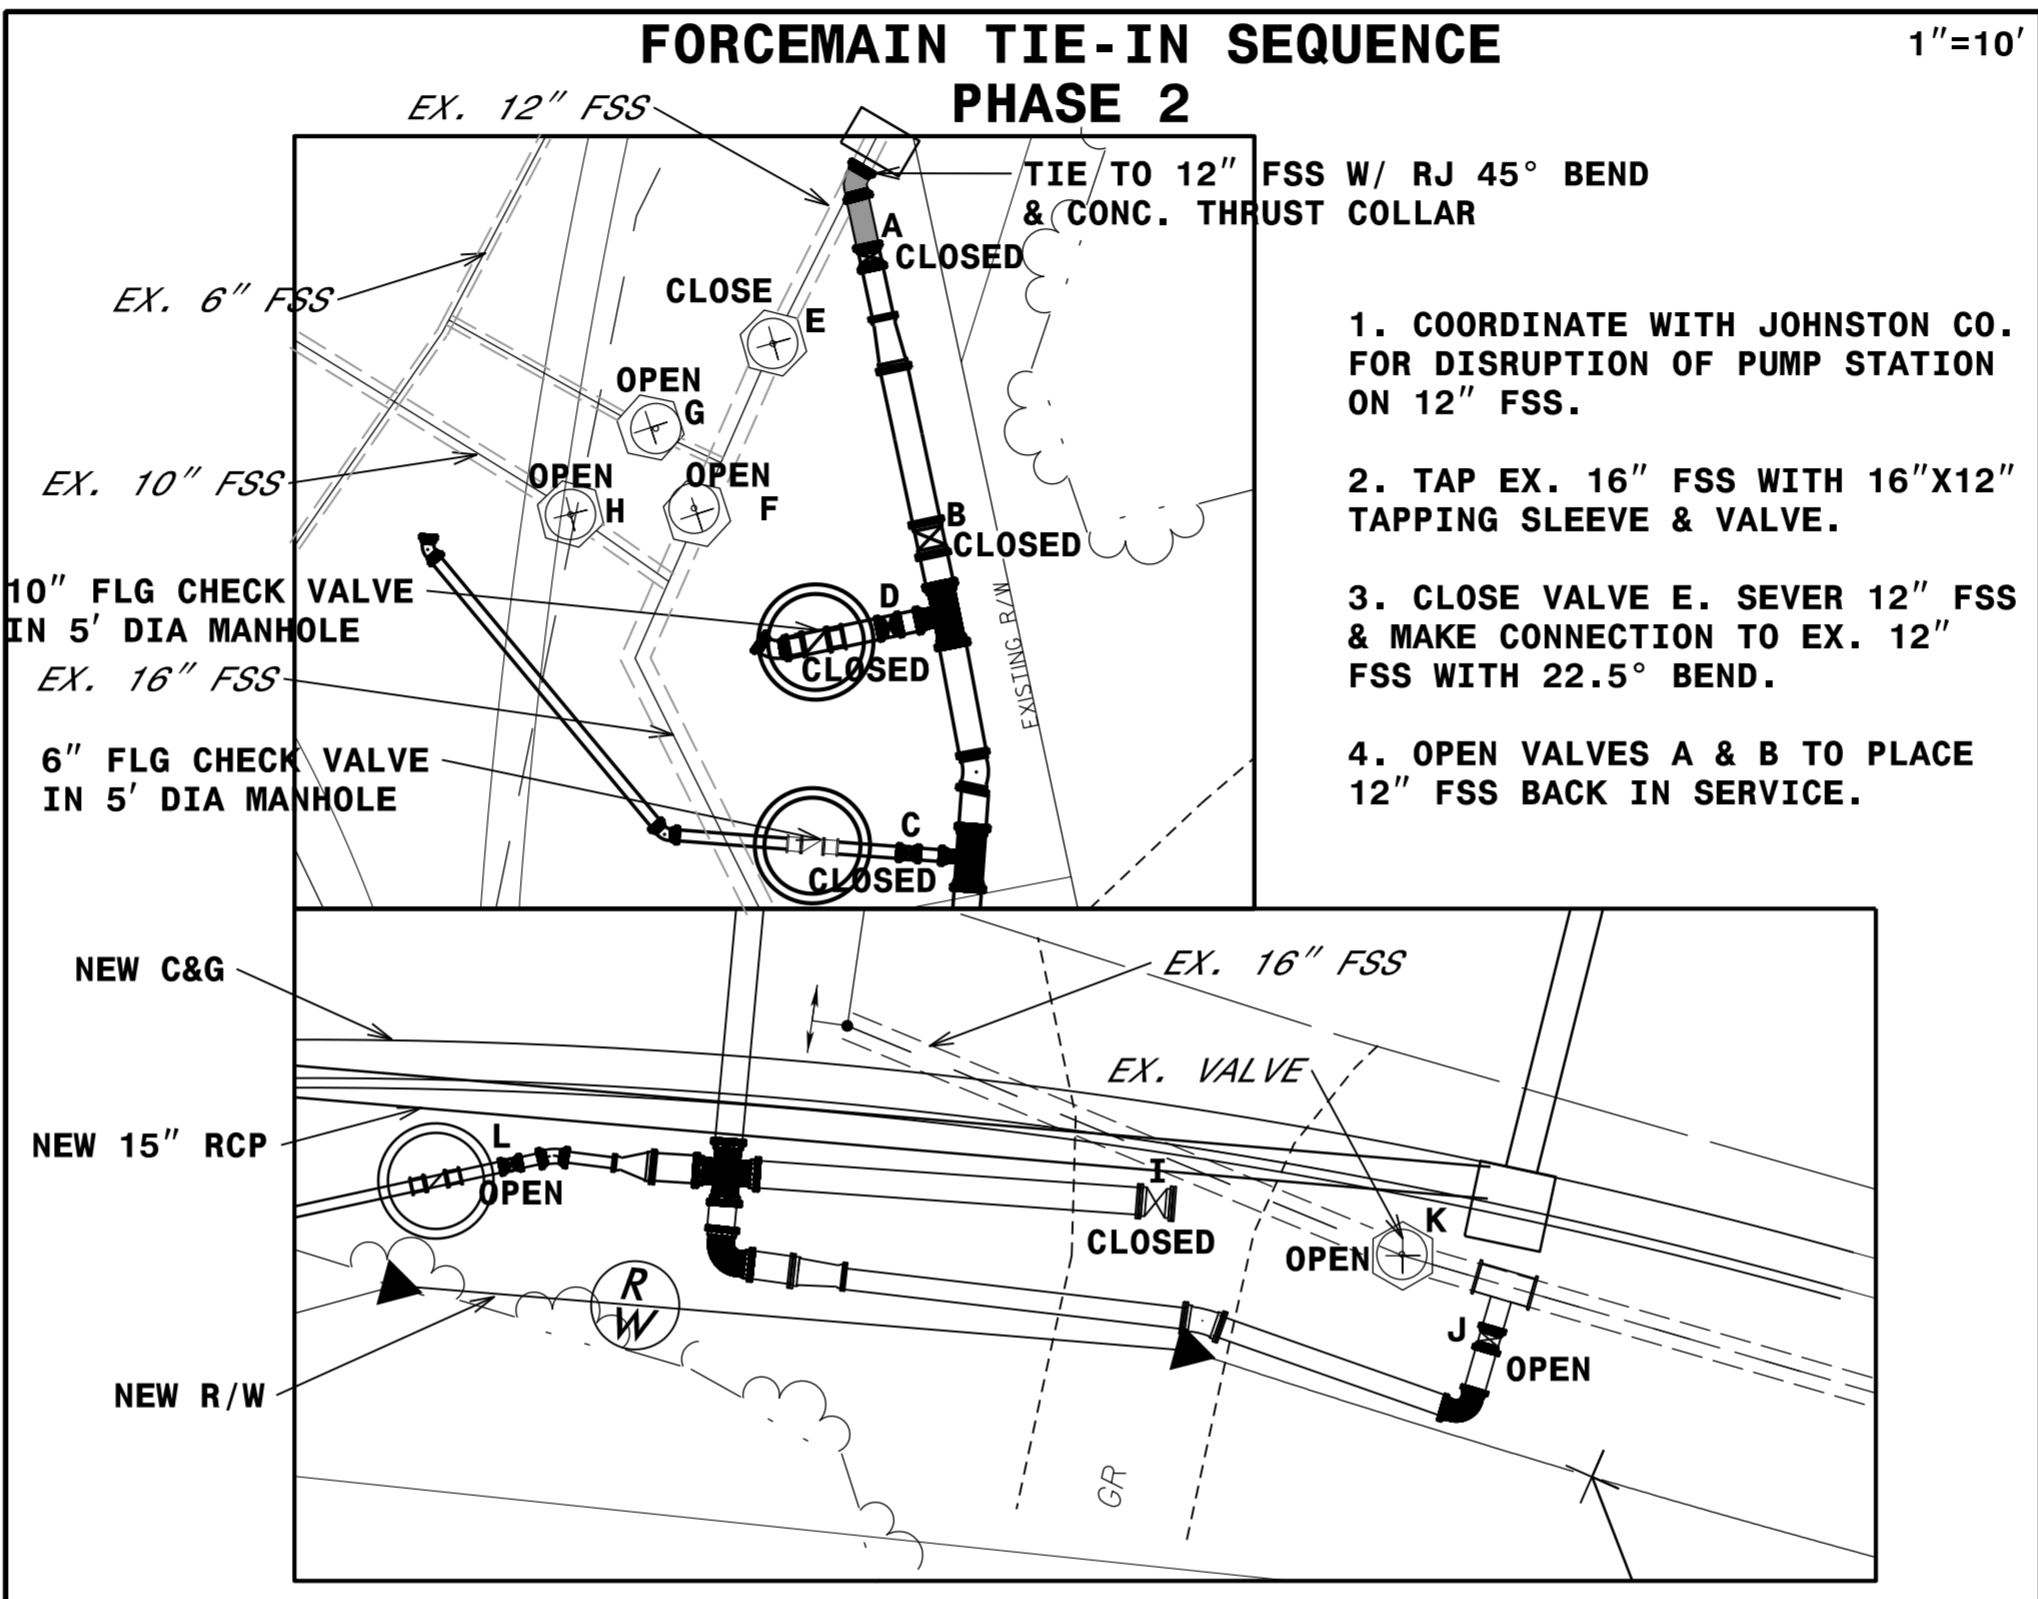 FORCEMAIN TIE-IN SEQUENCE
PHASE 2
1"=10'
EX. 12" FSS
TIE TO 12" FSS W/ RJ 45° BEND
& CONC. THRUST COLLAR
A
CLOSED
EX. 6" FSS
CLOSE
E
OPEN
G
EX. 10" FSS
OPEN
H
OPEN
F
B
CLOSED
10" FLG CHECK VALVE
IN 5' DIA MANHOLE
D
CLOSED
EXISTING R/W
EX. 16" FSS
6" FLG CHECK VALVE
IN 5' DIA MANHOLE
C
CLOSED
1. COORDINATE WITH JOHNSTON CO.
FOR DISRUPTION OF PUMP STATION
ON 12" FSS.
2. TAP EX. 16" FSS WITH 16"X12"
TAPPING SLEEVE & VALVE.
3. CLOSE VALVE E. SEVER 12" FSS
& MAKE CONNECTION TO EX. 12"
FSS WITH 22.5° BEND.
4. OPEN VALVES A & B TO PLACE
12" FSS BACK IN SERVICE.
NEW C&G
EX. 16" FSS
EX. VALVE
NEW 15" RCP
L
OPEN
I
CLOSED
K
OPEN
R
W
J
OPEN
NEW R/W
GR